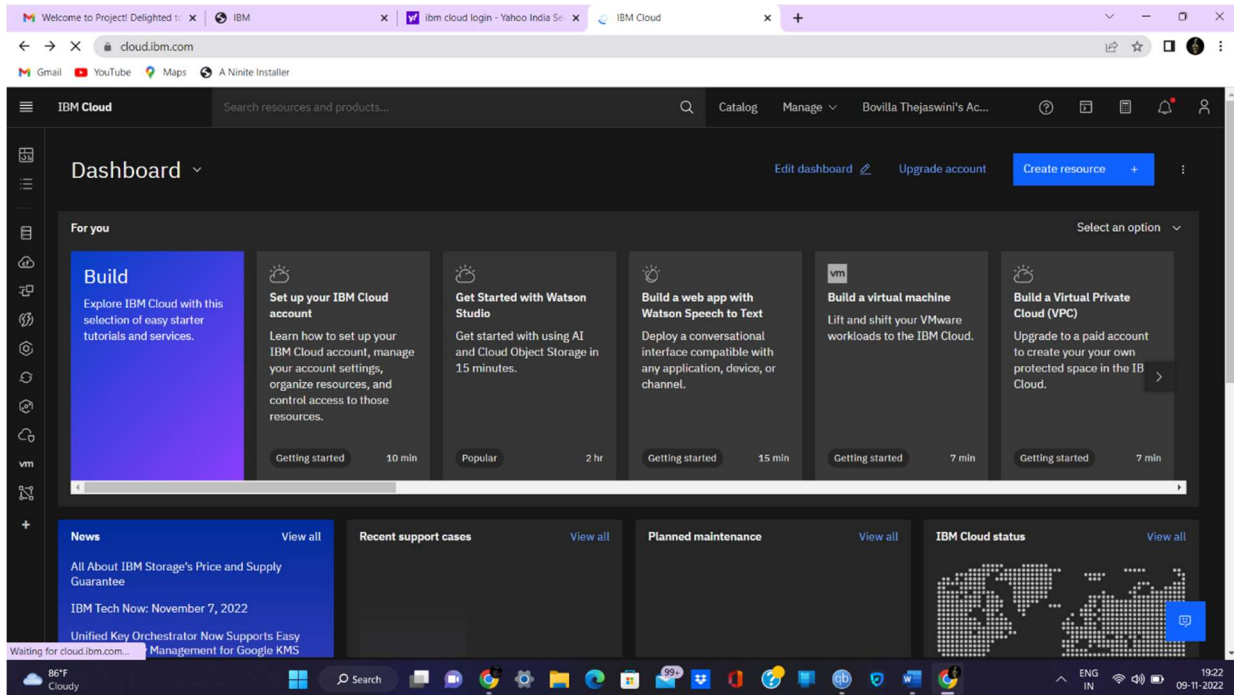 Welcome to Project! Delighted to
IBM
ibm cloud login - Yahoo India Se
IBM Cloud
cloud.ibm.com
Gmail
YouTube
Maps
A Ninite Installer
IBM Cloud
Search resources and products...
Catalog
Manage
Bovilla Thejaswini's Ac...
Dashboard
Edit dashboard
Upgrade account
Create resource +
For you
Select an option
Build
Explore IBM Cloud with this
selection of easy starter
tutorials and services.
Set up your IBM Cloud
account
Learn how to set up your
IBM Cloud account, manage
your account settings,
organize resources, and
control access to those
resources.
Getting started 10 min
Get Started with Watson
Studio
Get started with using AI
and Cloud Object Storage in
15 minutes.
Popular 2 hr
Build a web app with
Watson Speech to Text
Deploy a conversational
interface compatible with
any application, device, or
channel.
Getting started 15 min
vm
Build a virtual machine
Lift and shift your VMware
workloads to the IBM Cloud.
Getting started 7 min
Build a Virtual Private
Cloud (VPC)
Upgrade to a paid account
to create your your own
protected space in the IB
Cloud.
Getting started 7 min
vm
News View all
All About IBM Storage's Price and Supply
Guarantee
IBM Tech Now: November 7, 2022
Unified Key Orchestrator Now Supports Easy
Management for Google KMS
Recent support cases View all
Planned maintenance View all
IBM Cloud status View all
Waiting for cloud.ibm.com...
86°F
Cloudy
Search
99+
qb
ENG
IN
19:22
09-11-2022